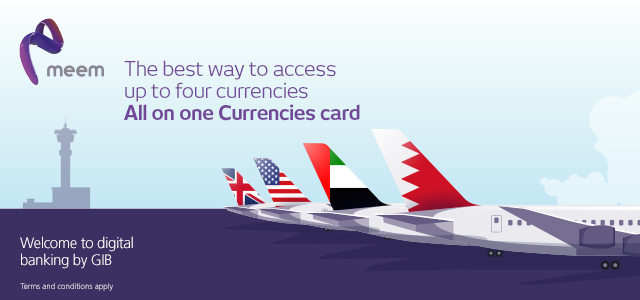 meem
The best way to access
up to four currencies
All on one Currencies card
Welcome to digital
banking by GIB
Terms and conditions apply